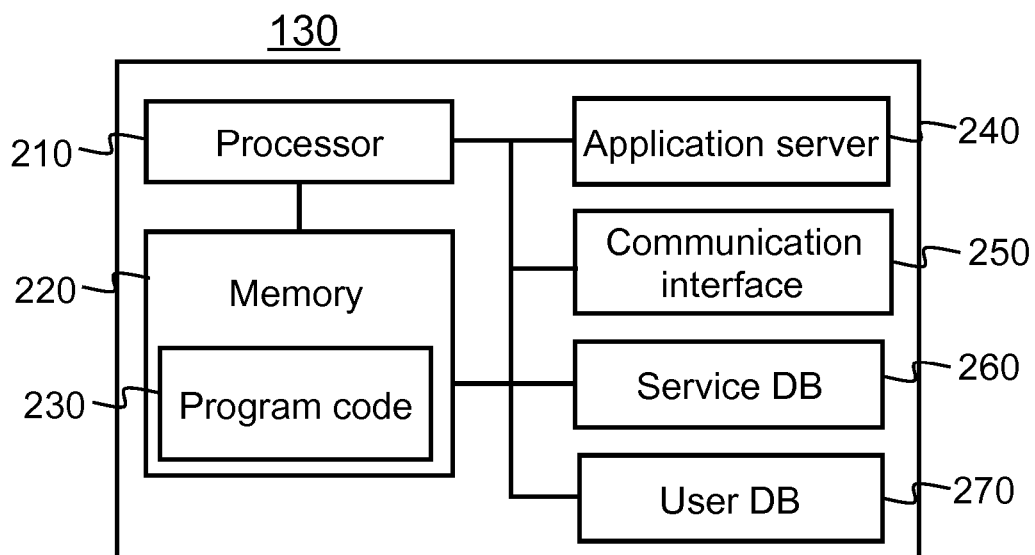 130
210
Processor
Application server
240
Communication
interface
250
220
Memory
230
Program code
Service DB
260
User DB
270